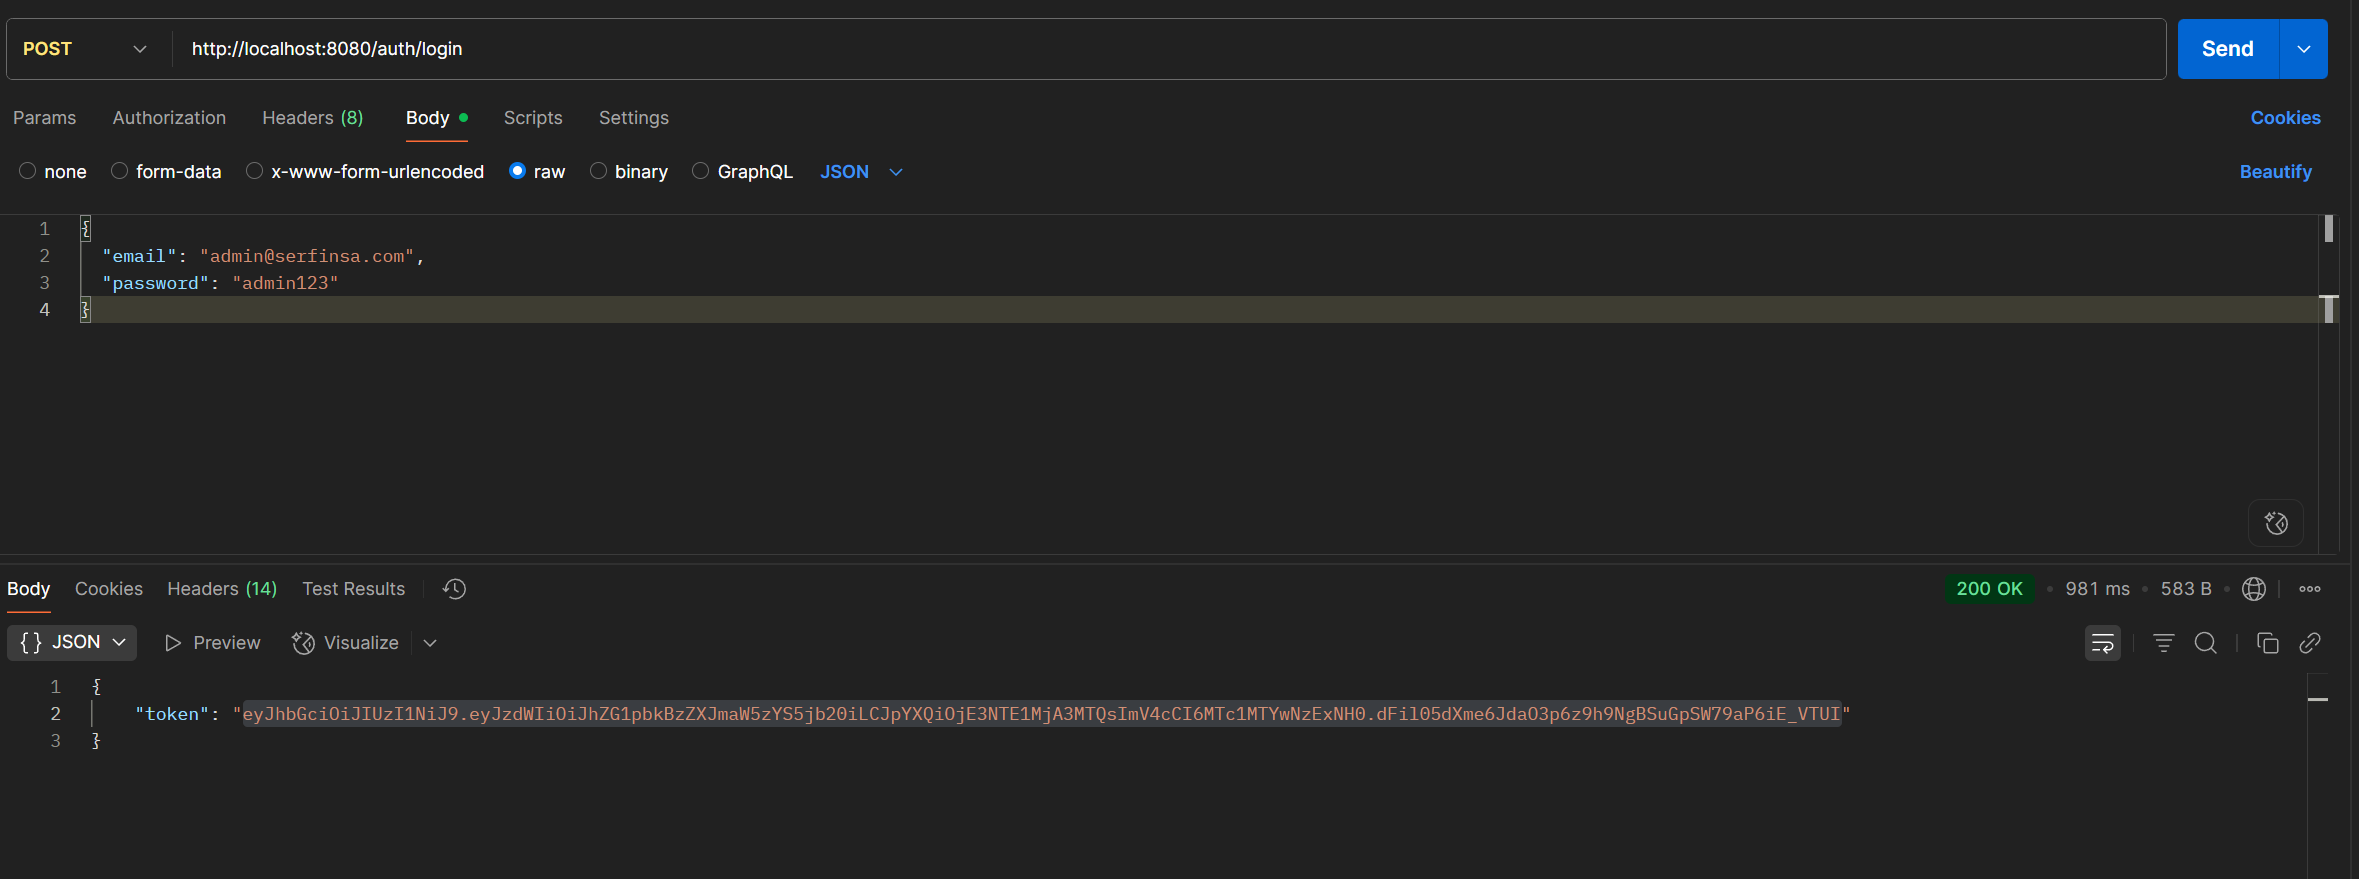 POST http://localhost:8080/auth/login Send
Params Authorization Headers (8) Body Scripts Settings Cookies
none form-data x-www-form-urlencoded raw binary GraphQL JSON Beautify
1 {
2 "email": "admin@serfinsa.com",
3 "password": "admin123"
4 }
Body Cookies Headers (14) Test Results 200 OK • 981 ms • 583 B •
{} JSON Preview Visualize
1 {
2 "token": "eyJhbGciOiJIUzI1NiJ9.eyJzdWIiOiJhZG1pbkBzZXJmaW5zYS5jb20iLCJpYXQiOjE3NTE1MjA3MTQsImV4cCI6MTc1MTYwNzExNH0.dFil05dXme6JdaO3p6z9h9NgBSuGpSW79aP6iE_VTUI"
3 }